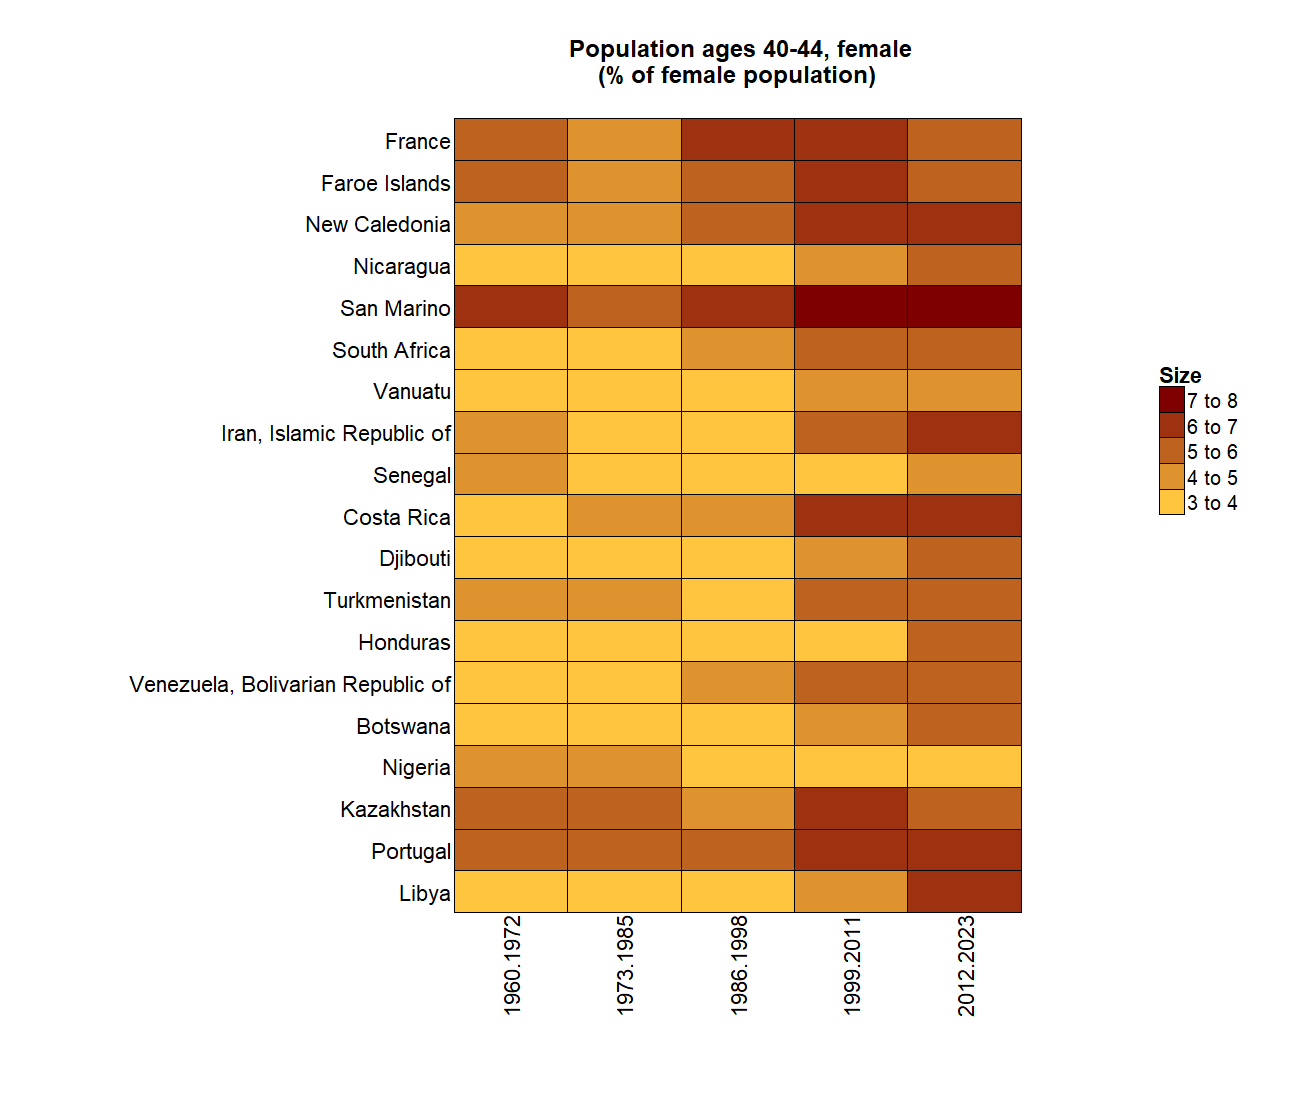 Population ages 40-44, female
(% of female population)
France
Faroe Islands
New Caledonia
Nicaragua
San Marino
South Africa
Vanuatu
Iran, Islamic Republic of
Senegal
Costa Rica
Djibouti
Turkmenistan
Honduras
Venezuela, Bolivarian Republic of
Botswana
Nigeria
Kazakhstan
Portugal
Libya
1960.1972
1973.1985
1986.1998
1999.2011
2012.2023
Size
7 to 8
6 to 7
5 to 6
4 to 5
3 to 4